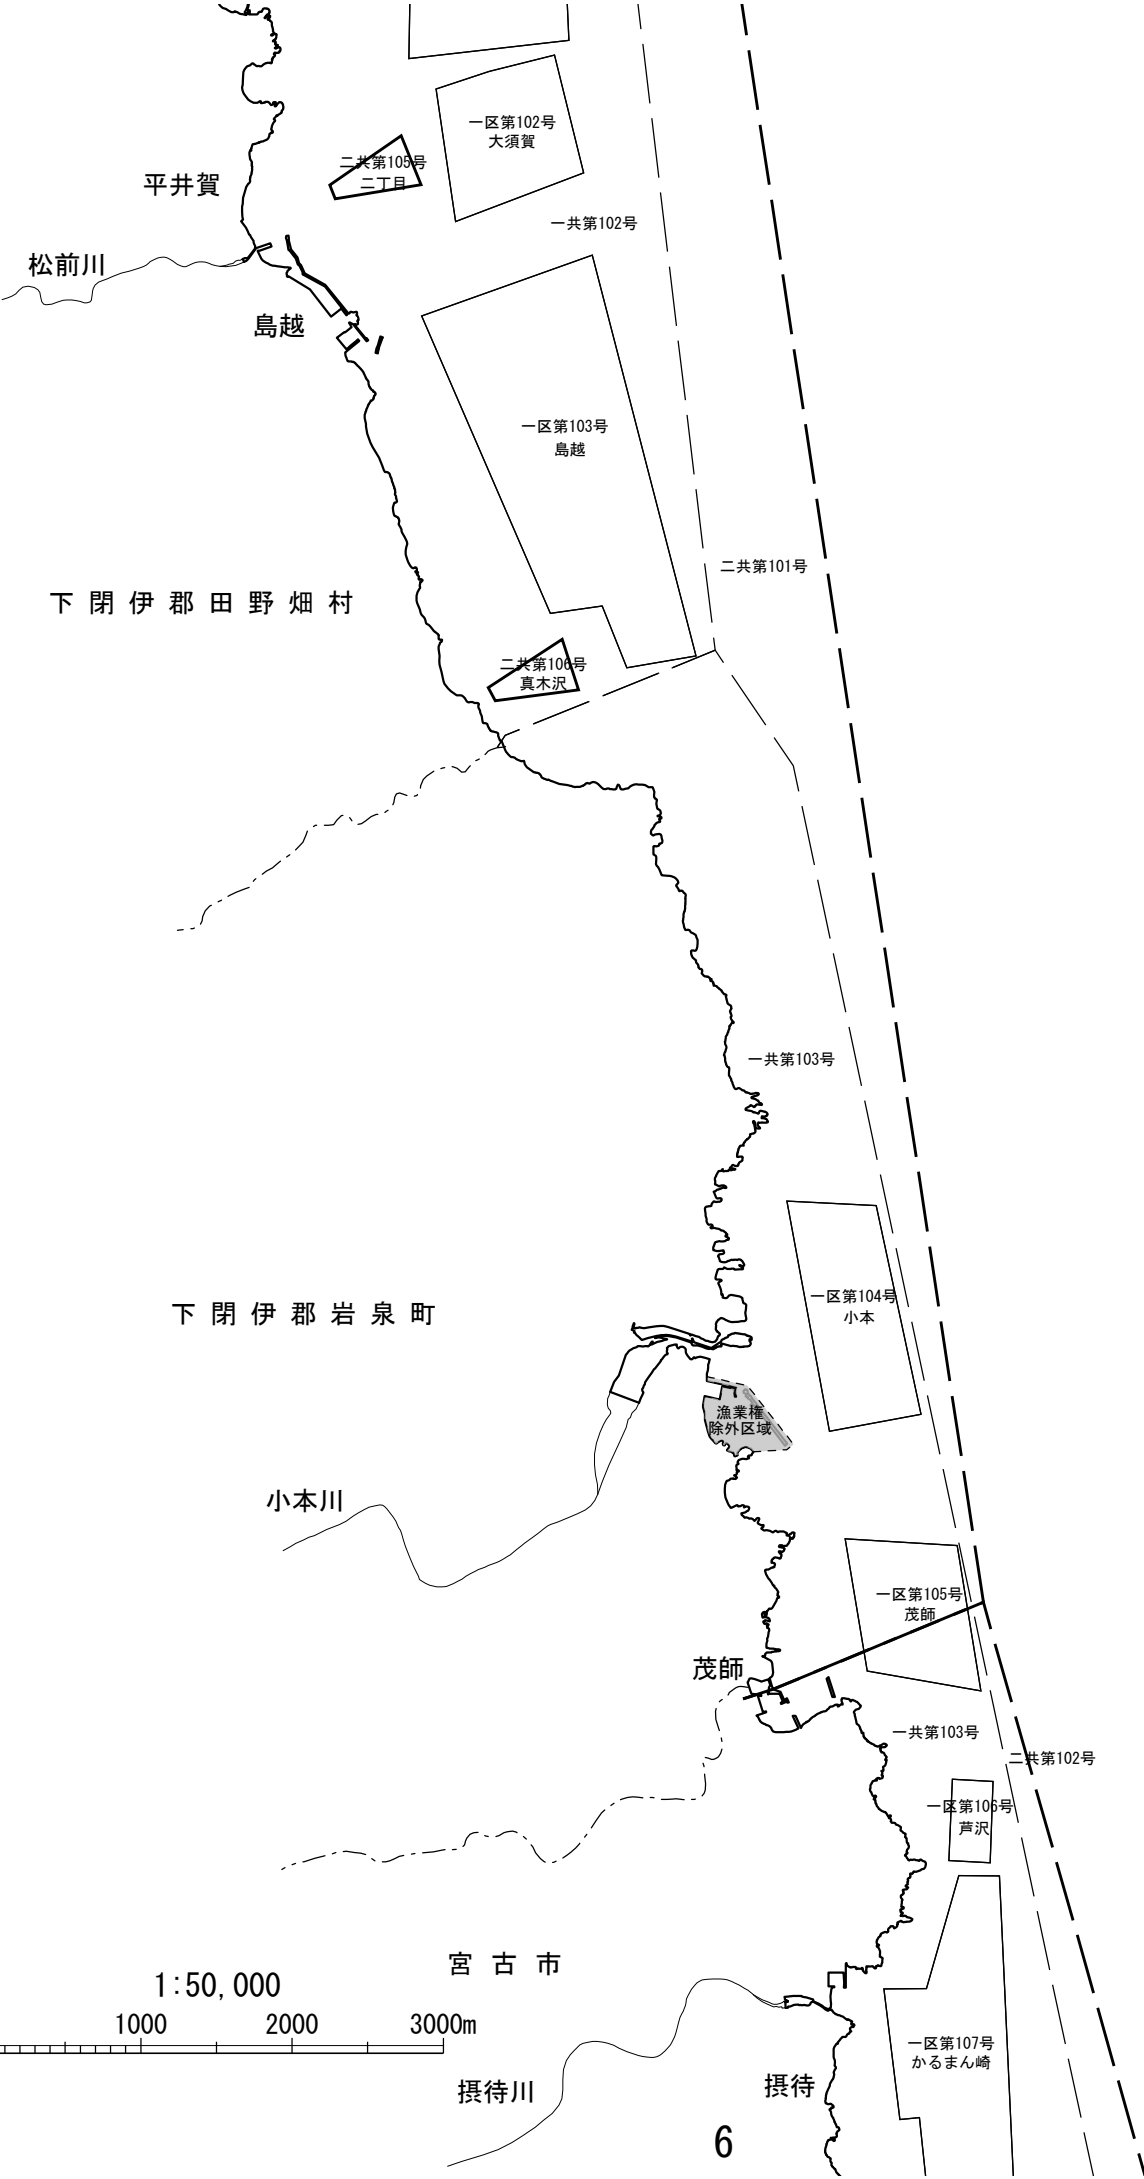 一区第102号
大須賀
二共第105号
二丁目
平井賀
一共第102号
松前川
島越
一区第103号
島越
二共第101号
下閉伊郡田野畑村
二共第106号
真木沢
一共第103号
一区第104号
小本
下閉伊郡岩泉町
漁業権
除外区域
小本川
一区第105号
茂師
茂師
一共第103号
二共第102号
一区第106号
芦沢
宮古市
1:50,000
1000 2000 3000m
一区第107号
かるまん崎
摂待川
摂待
6